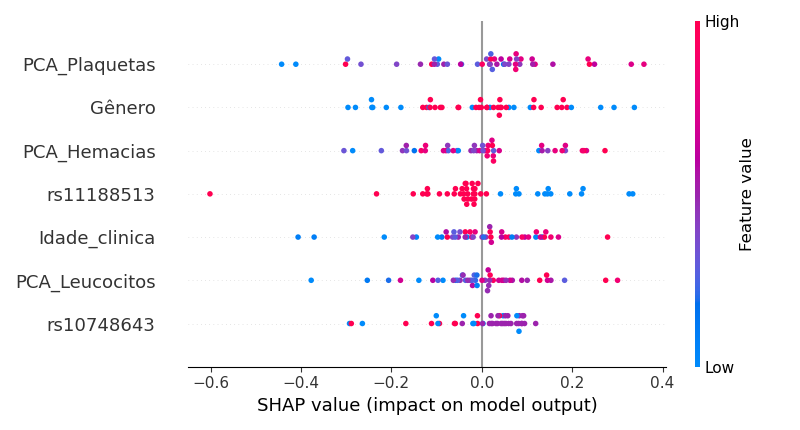 High
PCA_Plaquetas
Gênero
PCA_Hemacias
rs11188513
Idade_clinica
PCA_Leucocitos
rs10748643
Feature value
Low
−0.6 −0.4 −0.2 0.0 0.2 0.4
SHAP value (impact on model output)